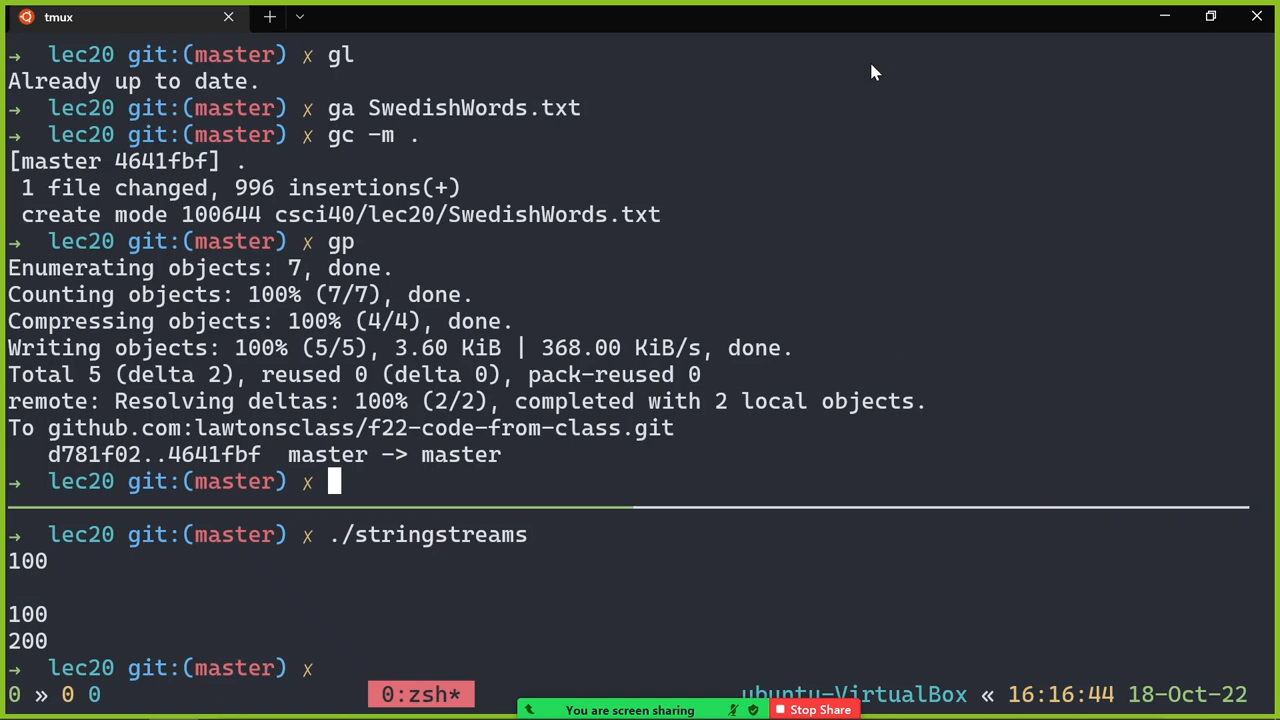 tmux
→ lec20 git:(master) ✗ gl
Already up to date.
→ lec20 git:(master) ✗ ga SwedishWords.txt
→ lec20 git:(master) ✗ gc -m .
[master 4641fbf] .
 1 file changed, 996 insertions(+)
 create mode 100644 csci40/lec20/SwedishWords.txt
→ lec20 git:(master) ✗ gp
Enumerating objects: 7, done.
Counting objects: 100% (7/7), done.
Compressing objects: 100% (4/4), done.
Writing objects: 100% (5/5), 3.60 KiB | 368.00 KiB/s, done.
Total 5 (delta 2), reused 0 (delta 0), pack-reused 0
remote: Resolving deltas: 100% (2/2), completed with 2 local objects.
To github.com:lawtonsclass/f22-code-from-class.git
   d781f02..4641fbf  master -> master
→ lec20 git:(master) ✗
→ lec20 git:(master) ✗ ./stringstreams
100
100
200
→ lec20 git:(master) ✗
0 » 0 0 0:zsh* ubuntu-VirtualBox « 16:16:44 18-Oct-22
You are screen sharing Stop Share